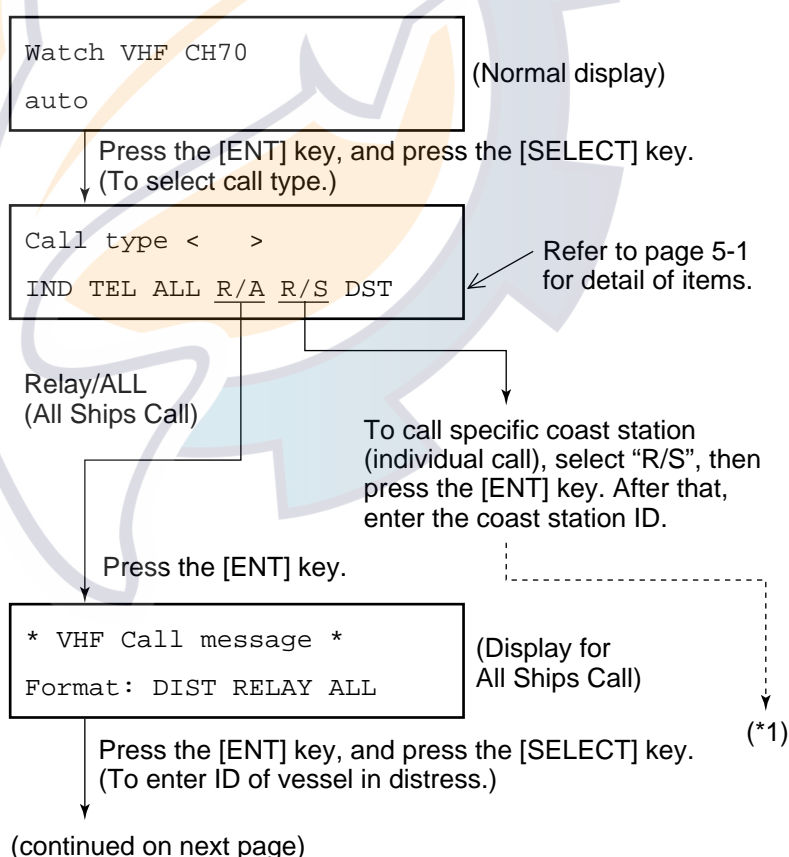 Watch VHF CH70
auto
(Normal display)
Press the [ENT] key, and press the [SELECT] key.
(To select call type.)
Call type <   >
IND TEL ALL R/A R/S DST
Refer to page 5-1
for detail of items.
Relay/ALL
(All Ships Call)
To call specific coast station
(individual call), select “R/S”, then
press the [ENT] key. After that,
enter the coast station ID.
Press the [ENT] key.
* VHF Call message *
Format: DIST RELAY ALL
(Display for
All Ships Call)
(*1)
Press the [ENT] key, and press the [SELECT] key.
(To enter ID of vessel in distress.)
(continued on next page)